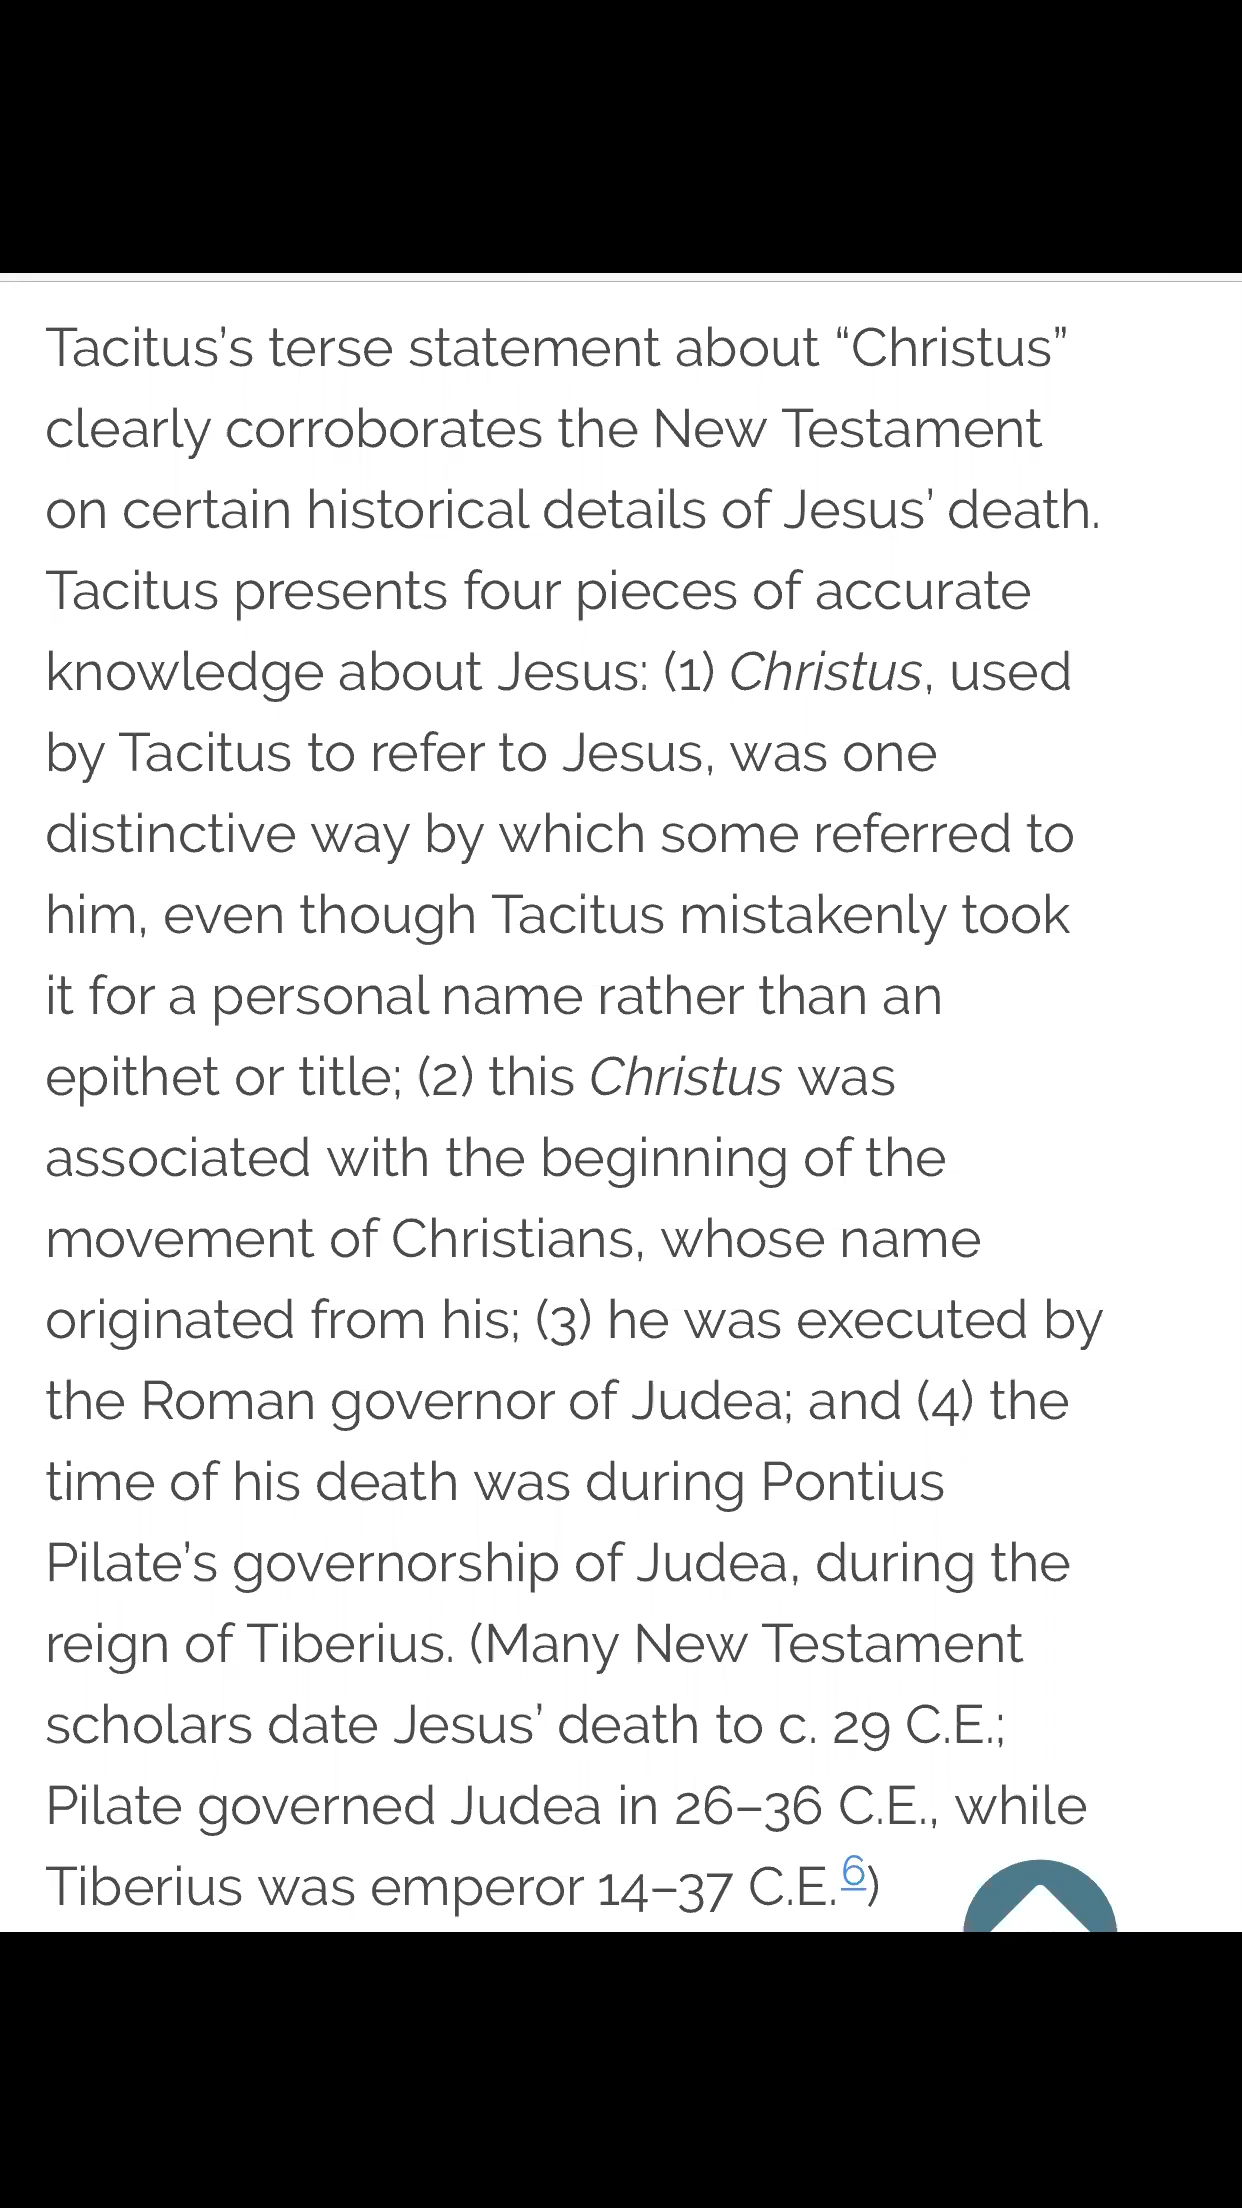 Tacitus’s terse statement about “Christus”
clearly corroborates the New Testament
on certain historical details of Jesus’ death.
Tacitus presents four pieces of accurate
knowledge about Jesus: (1) Christus, used
by Tacitus to refer to Jesus, was one
distinctive way by which some referred to
him, even though Tacitus mistakenly took
it for a personal name rather than an
epithet or title; (2) this Christus was
associated with the beginning of the
movement of Christians, whose name
originated from his; (3) he was executed by
the Roman governor of Judea; and (4) the
time of his death was during Pontius
Pilate’s governorship of Judea, during the
reign of Tiberius. (Many New Testament
scholars date Jesus’ death to c. 29 C.E.;
Pilate governed Judea in 26–36 C.E., while
Tiberius was emperor 14–37 C.E.6)